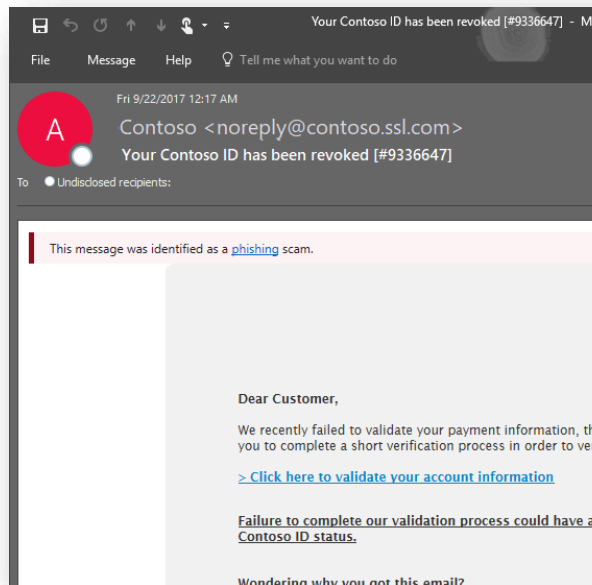 Your Contoso ID has been revoked [#9336647] - M
File Message Help Tell me what you want to do
Fri 9/22/2017 12:17 AM
A
Contoso <noreply@contoso.ssl.com>
Your Contoso ID has been revoked [#9336647]
To Undisclosed recipients:
This message was identified as a phishing scam.
Dear Customer,
We recently failed to validate your payment information, th
you to complete a short verification process in order to ve
> Click here to validate your account information
Failure to complete our validation process could have a
Contoso ID status.
Wondering why you got this email?